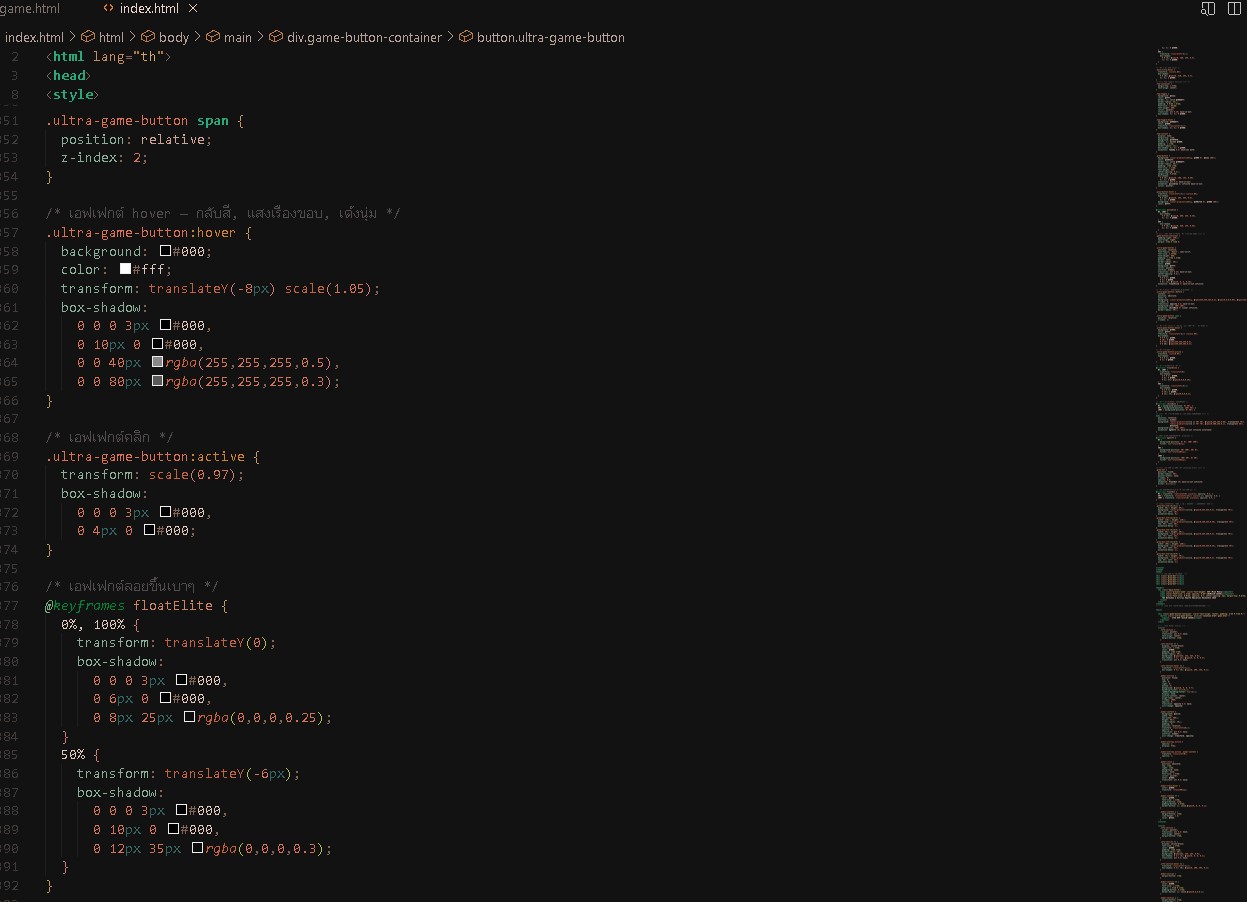 game.html
index.html
index.html > html > body > main > div.game-button-container > button.ultra-game-button
2 <html lang="th">
3 <head>
8 <style>
351 .ultra-game-button span {
352 position: relative;
353 z-index: 2;
354 }
355
356 /* เอฟเฟกต์ hover — กลับสี, แสงเรืองขอบ, เด้งนุ่ม */
357 .ultra-game-button:hover {
358 background: #000;
359 color: #fff;
360 transform: translateY(-8px) scale(1.05);
361 box-shadow:
362 0 0 0 3px #000,
363 0 10px 0 #000,
364 0 0 40px rgba(255,255,255,0.5),
365 0 0 80px rgba(255,255,255,0.3);
366 }
367
368 /* เอฟเฟกต์คลิก */
369 .ultra-game-button:active {
370 transform: scale(0.97);
371 box-shadow:
372 0 0 0 3px #000,
373 0 4px 0 #000;
374 }
375
376 /* เอฟเฟกต์ลอยขึ้นเบาๆ */
377 @keyframes floatElite {
378 0%, 100% {
379 transform: translateY(0);
380 box-shadow:
381 0 0 0 3px #000,
382 0 6px 0 #000,
383 0 8px 25px rgba(0,0,0,0.25);
384 }
385 50% {
386 transform: translateY(-6px);
387 box-shadow:
388 0 0 0 3px #000,
389 0 10px 0 #000,
390 0 12px 35px rgba(0,0,0,0.3);
391 }
392 }